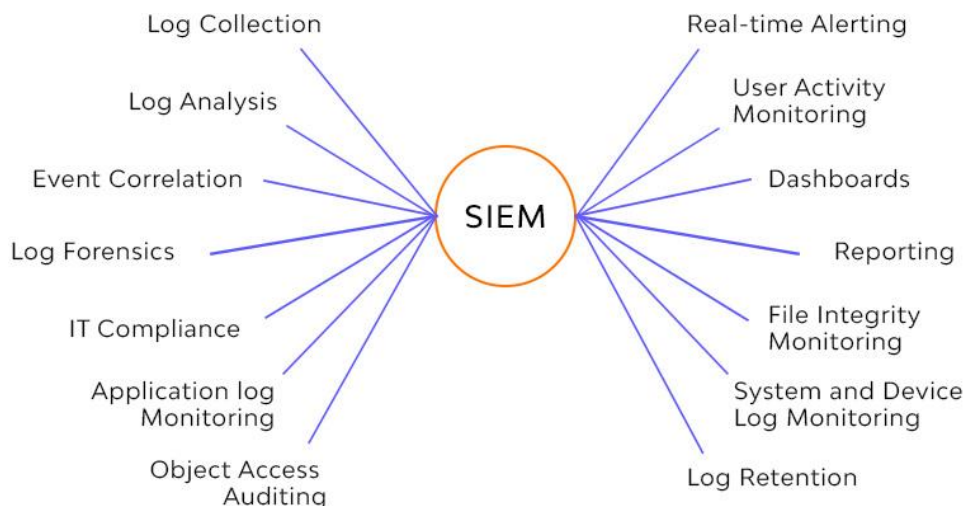 Log Collection
Log Analysis
Event Correlation
Log Forensics
IT Compliance
Application log
Monitoring
Object Access
Auditing
SIEM
Real-time Alerting
User Activity
Monitoring
Dashboards
Reporting
File Integrity
Monitoring
System and Device
Log Monitoring
Log Retention